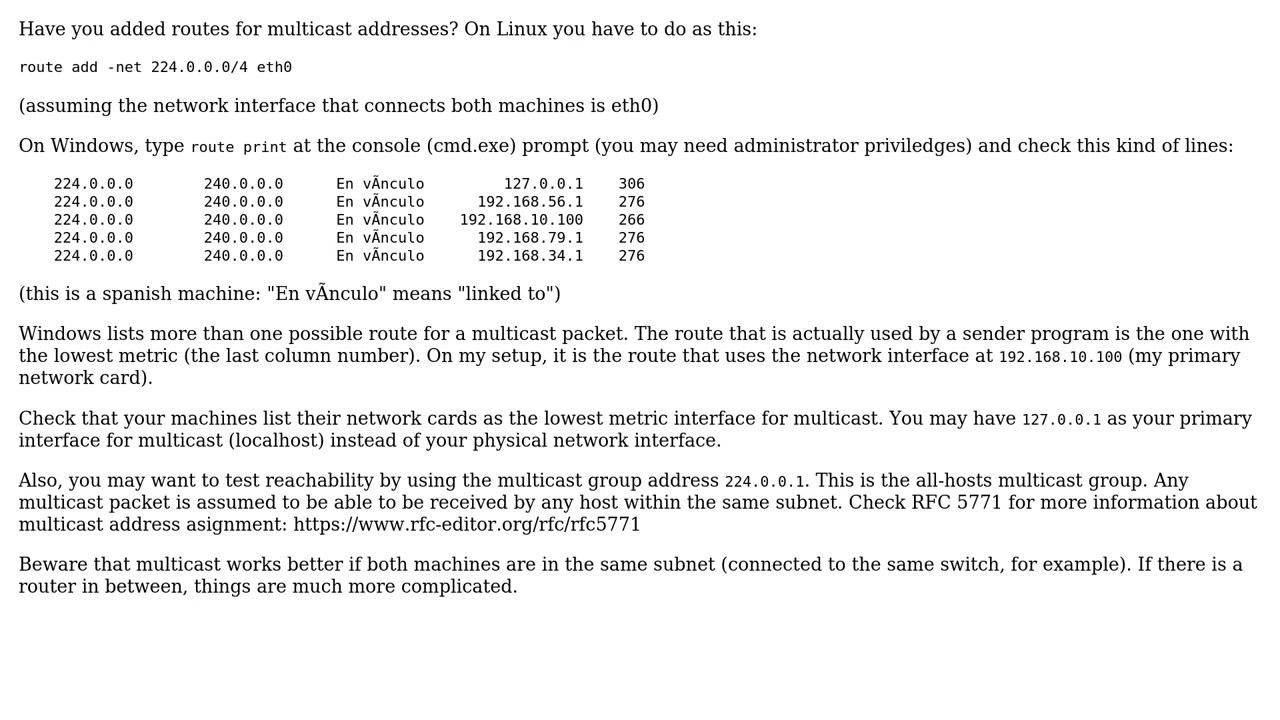 Have you added routes for multicast addresses? On Linux you have to do as this:
route add -net 224.0.0.0/4 eth0
(assuming the network interface that connects both machines is eth0)
On Windows, type route print at the console (cmd.exe) prompt (you may need administrator priviledges) and check this kind of lines:
224.0.0.0 240.0.0.0 En vÃnculo 127.0.0.1 306
224.0.0.0 240.0.0.0 En vÃnculo 192.168.56.1 276
224.0.0.0 240.0.0.0 En vÃnculo 192.168.10.100 266
224.0.0.0 240.0.0.0 En vÃnculo 192.168.79.1 276
224.0.0.0 240.0.0.0 En vÃnculo 192.168.34.1 276
(this is a spanish machine: "En vÃnculo" means "linked to")
Windows lists more than one possible route for a multicast packet. The route that is actually used by a sender program is the one with
the lowest metric (the last column number). On my setup, it is the route that uses the network interface at 192.168.10.100 (my primary
network card).
Check that your machines list their network cards as the lowest metric interface for multicast. You may have 127.0.0.1 as your primary
interface for multicast (localhost) instead of your physical network interface.
Also, you may want to test reachability by using the multicast group address 224.0.0.1. This is the all-hosts multicast group. Any
multicast packet is assumed to be able to be received by any host within the same subnet. Check RFC 5771 for more information about
multicast address asignment: https://www.rfc-editor.org/rfc/rfc5771
Beware that multicast works better if both machines are in the same subnet (connected to the same switch, for example). If there is a
router in between, things are much more complicated.